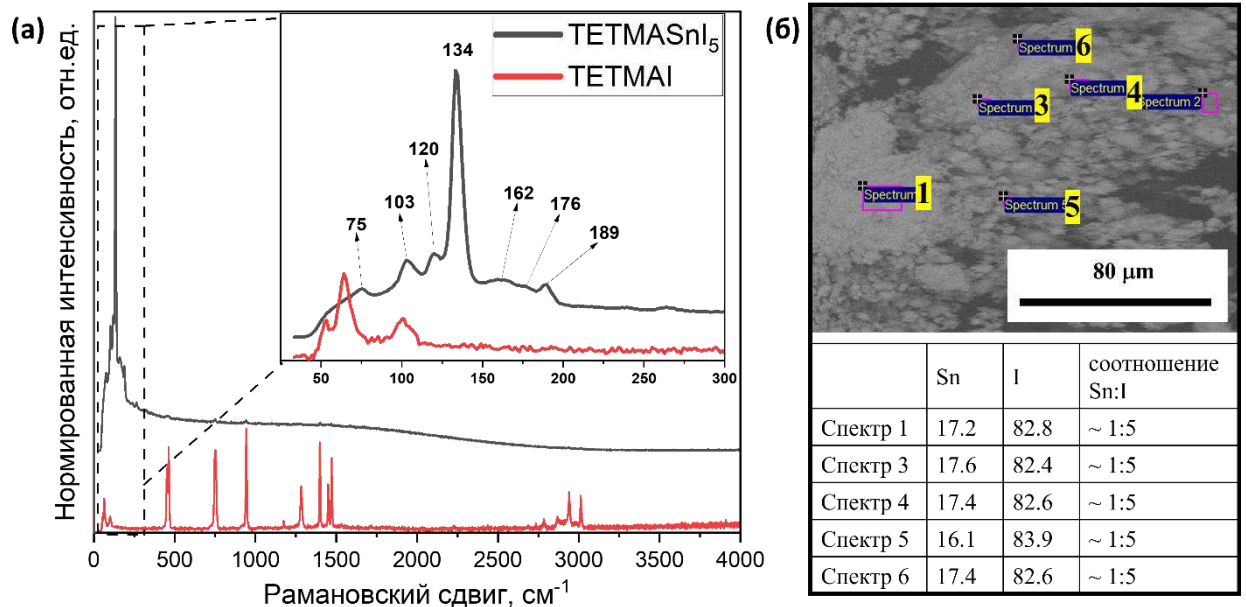 (а)
Нормированная интенсивность, отн.ед.
TETMASnI₅
TETMAI
134
120
103
75
162
176
189
50 100 150 200 250 300
0 500 1000 1500 2000 2500 3000 3500 4000
Рамановский сдвиг, см⁻¹
(б)
Spectrum 6
Spectrum 4
Spectrum 2
Spectrum 3
Spectrum 1
Spectrum 5
80 μm
Sn I соотношение
Sn:I
Спектр 1 17.2 82.8 ~ 1:5
Спектр 3 17.6 82.4 ~ 1:5
Спектр 4 17.4 82.6 ~ 1:5
Спектр 5 16.1 83.9 ~ 1:5
Спектр 6 17.4 82.6 ~ 1:5